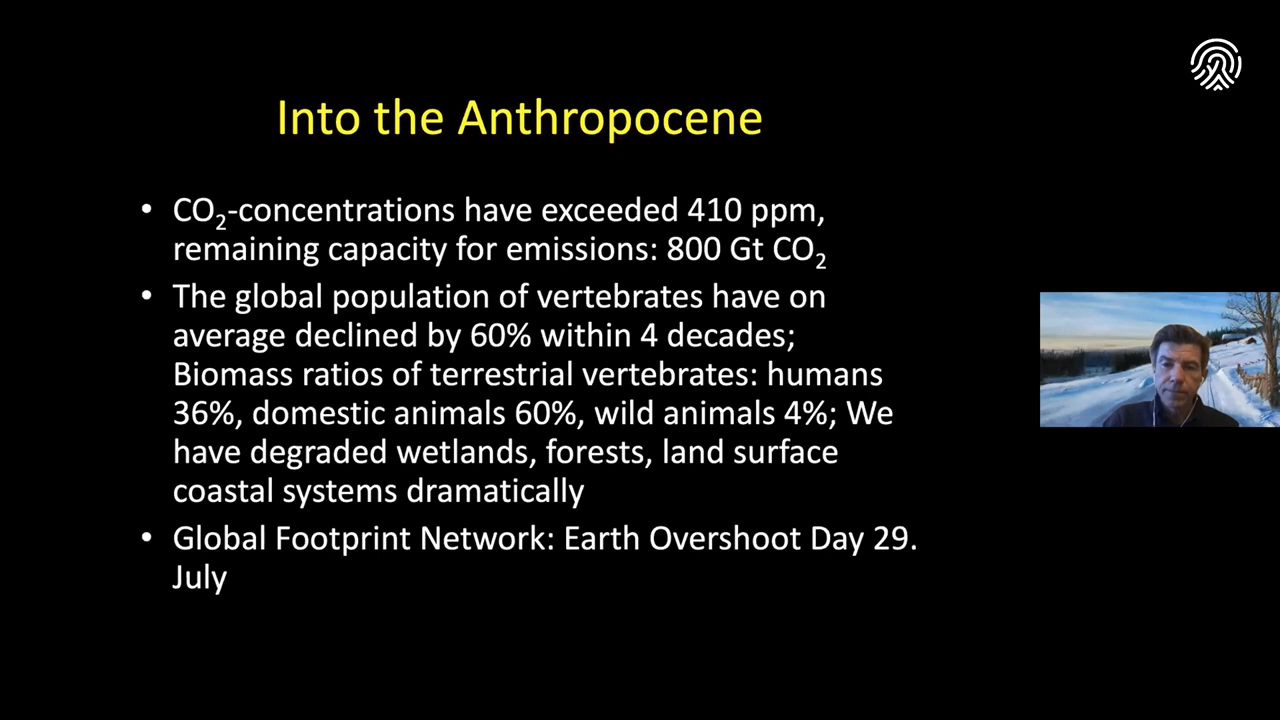 Into the Anthropocene
• CO₂-concentrations have exceeded 410 ppm,
remaining capacity for emissions: 800 Gt CO₂
• The global population of vertebrates have on
average declined by 60% within 4 decades;
Biomass ratios of terrestrial vertebrates: humans
36%, domestic animals 60%, wild animals 4%; We
have degraded wetlands, forests, land surface
coastal systems dramatically
• Global Footprint Network: Earth Overshoot Day 29.
July